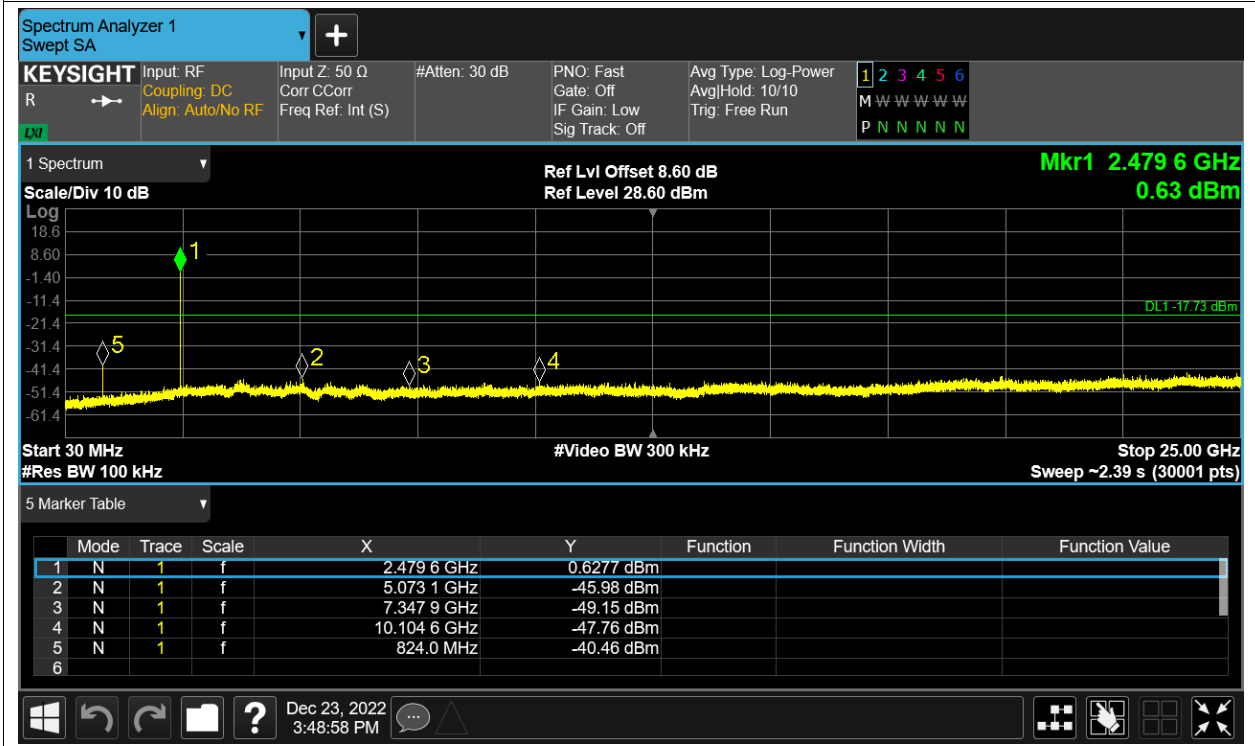 Spectrum Analyzer 1
Swept SA
+
KEYSIGHT Input: RF Input Z: 50 Ω #Atten: 30 dB PNO: Fast Avg Type: Log-Power 1 2 3 4 5 6
R Coupling: DC Corr CCorr Gate: Off Avg|Hold: 10/10 M W W W W W
Align: Auto/No RF Freq Ref: Int (S) IF Gain: Low Trig: Free Run
LXI Sig Track: Off P N N N N N
1 Spectrum Ref Lvl Offset 8.60 dB Mkr1 2.479 6 GHz
Scale/Div 10 dB Ref Level 28.60 dBm 0.63 dBm
Log
18.6
8.60 1
-1.40
-11.4 DL1 -17.73 dBm
-21.4
-31.4 5
-41.4 2 3 4
-51.4
-61.4
Start 30 MHz #Video BW 300 kHz Stop 25.00 GHz
#Res BW 100 kHz Sweep ~2.39 s (30001 pts)
5 Marker Table
Mode Trace Scale X Y Function Function Width Function Value
1 N 1 f 2.479 6 GHz 0.6277 dBm
2 N 1 f 5.073 1 GHz -45.98 dBm
3 N 1 f 7.347 9 GHz -49.15 dBm
4 N 1 f 10.104 6 GHz -47.76 dBm
5 N 1 f 824.0 MHz -40.46 dBm
6
? Dec 23, 2022
3:48:58 PM